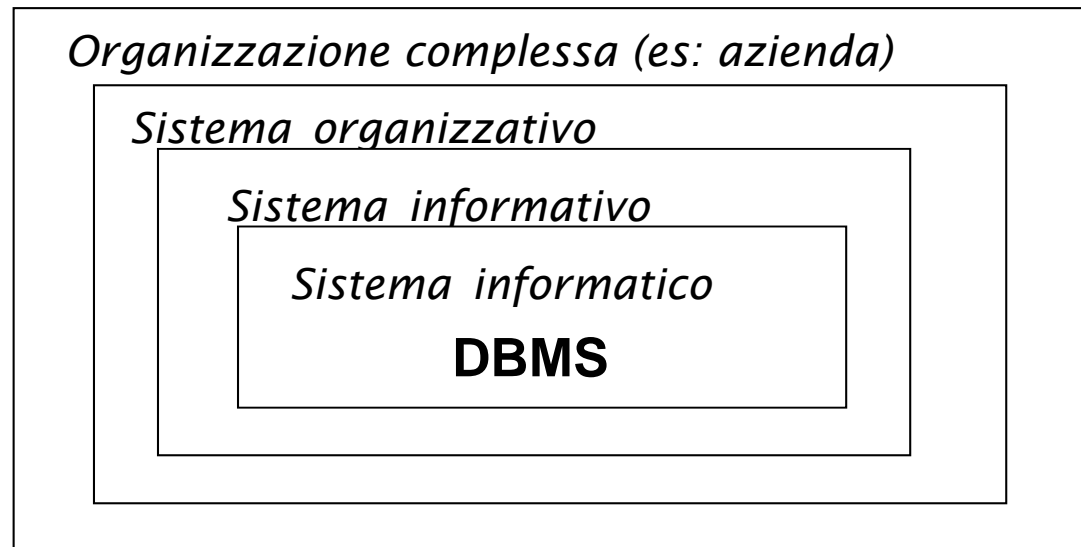 Organizzazione complessa (es: azienda)
Sistema organizzativo
Sistema informativo
Sistema informatico
DBMS